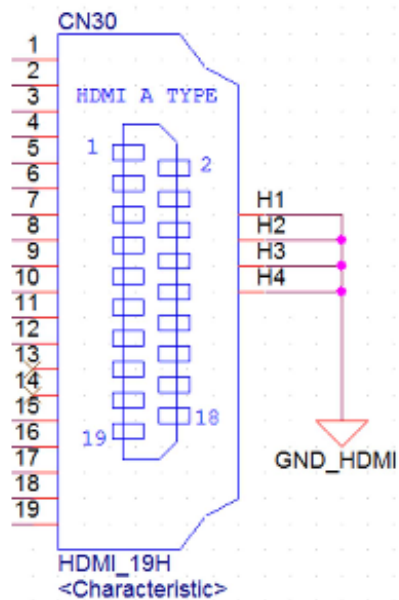 CN30
1
2
3
4
5
6
7
8
9
10
11
12
13
14
15
16
17
18
19
HDMI A TYPE
1
2
18
19
H1
H2
H3
H4
GND_HDMI
HDMI_19H
<Characteristic>